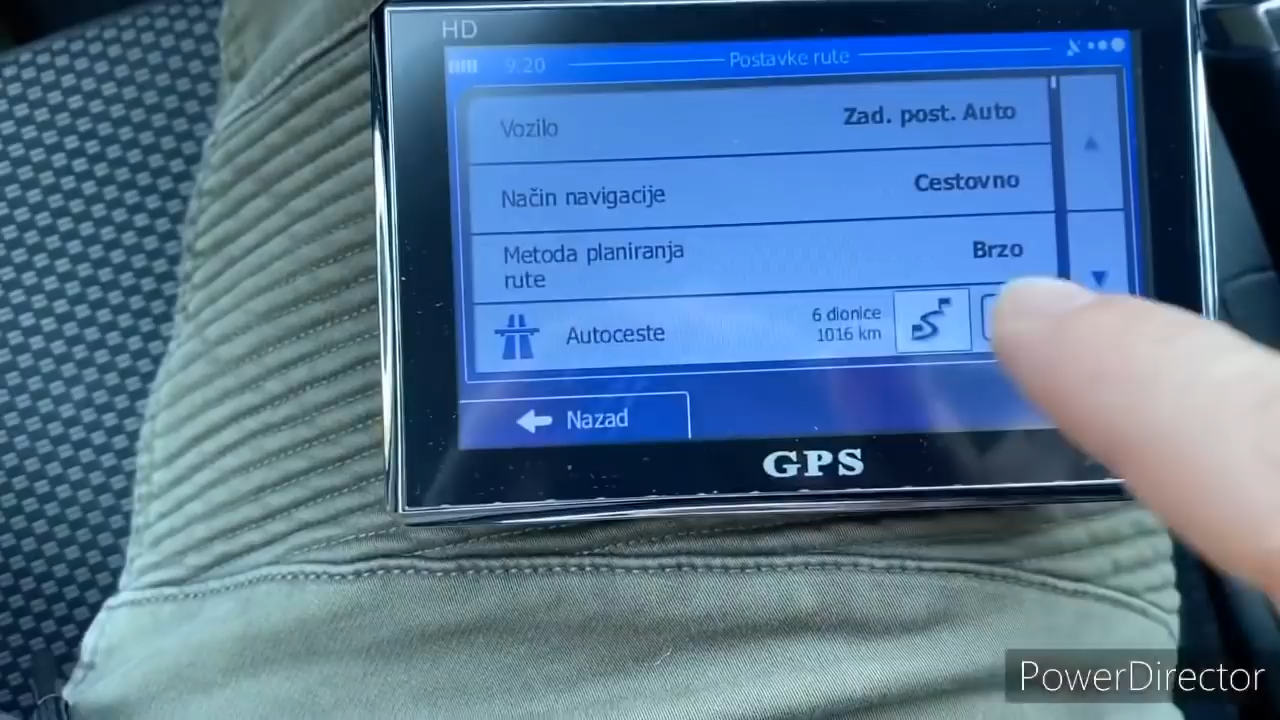 HD
9:20
Postavke rute
Vozilo
Zad. post. Auto
Način navigacije
Cestovno
Metoda planiranja
rute
Brzo
Autoceste
6 dionice
1016 km
Nazad
GPS
PowerDirector